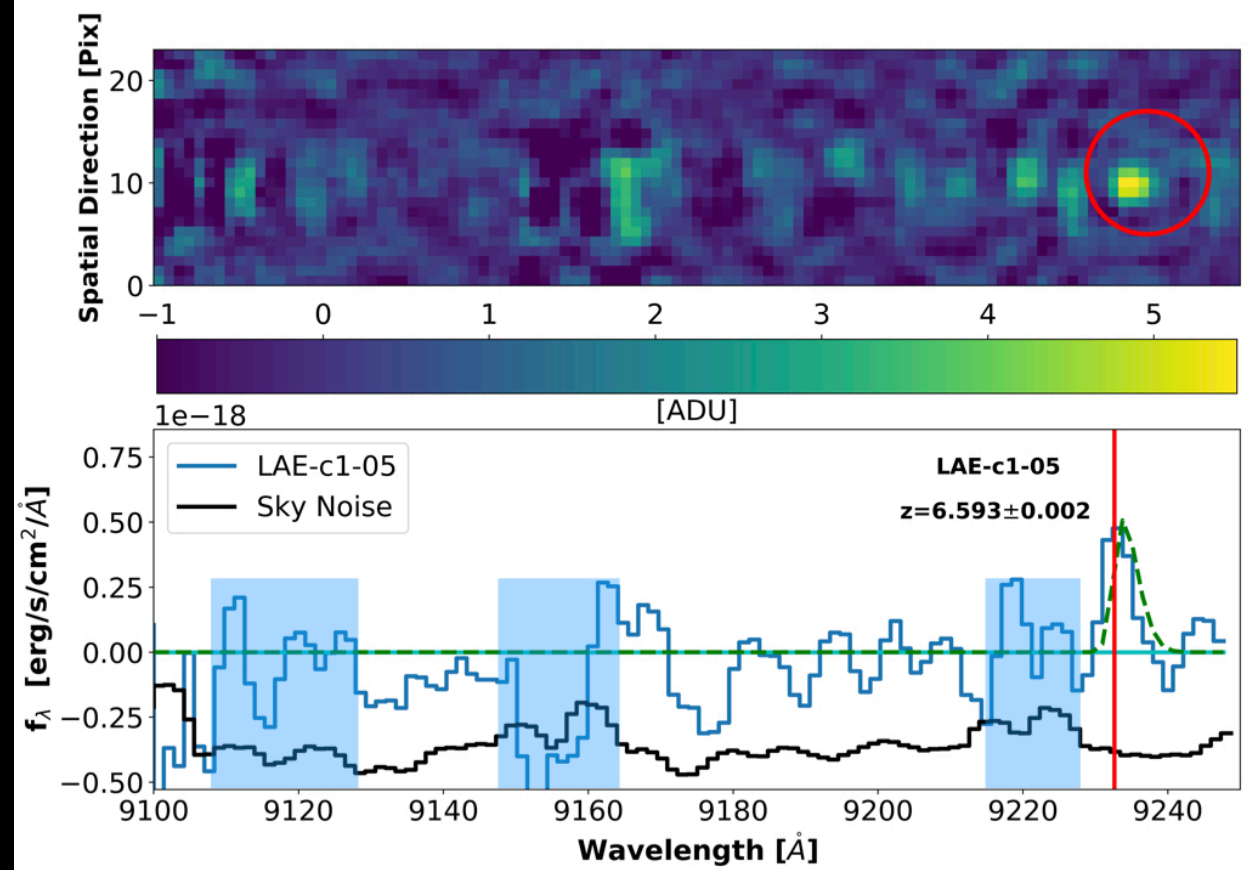 Spatial Direction [Pix]
20
10
0
−1 0 1 2 3 4 5
[ADU]
1e−18
f_λ [erg/s/cm²/Å]
0.75
0.50
0.25
0.00
−0.25
−0.50
LAE-c1-05
Sky Noise
LAE-c1-05
z=6.593±0.002
9100 9120 9140 9160 9180 9200 9220 9240
Wavelength [Å]